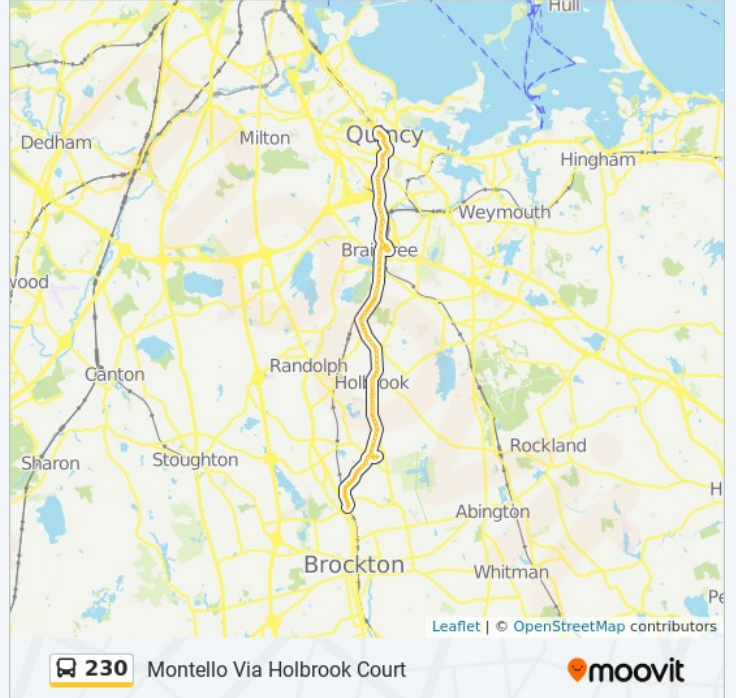 Hull
Quincy
Dedham
Milton
Hingham
Weymouth
Braintree
wood
Randolph
Canton
Holbrook
Rockland
Sharon
Stoughton
H
Abington
Brockton
Whitman
Pe
Leaflet | © OpenStreetMap contributors
230 Montello Via Holbrook Court
moovit